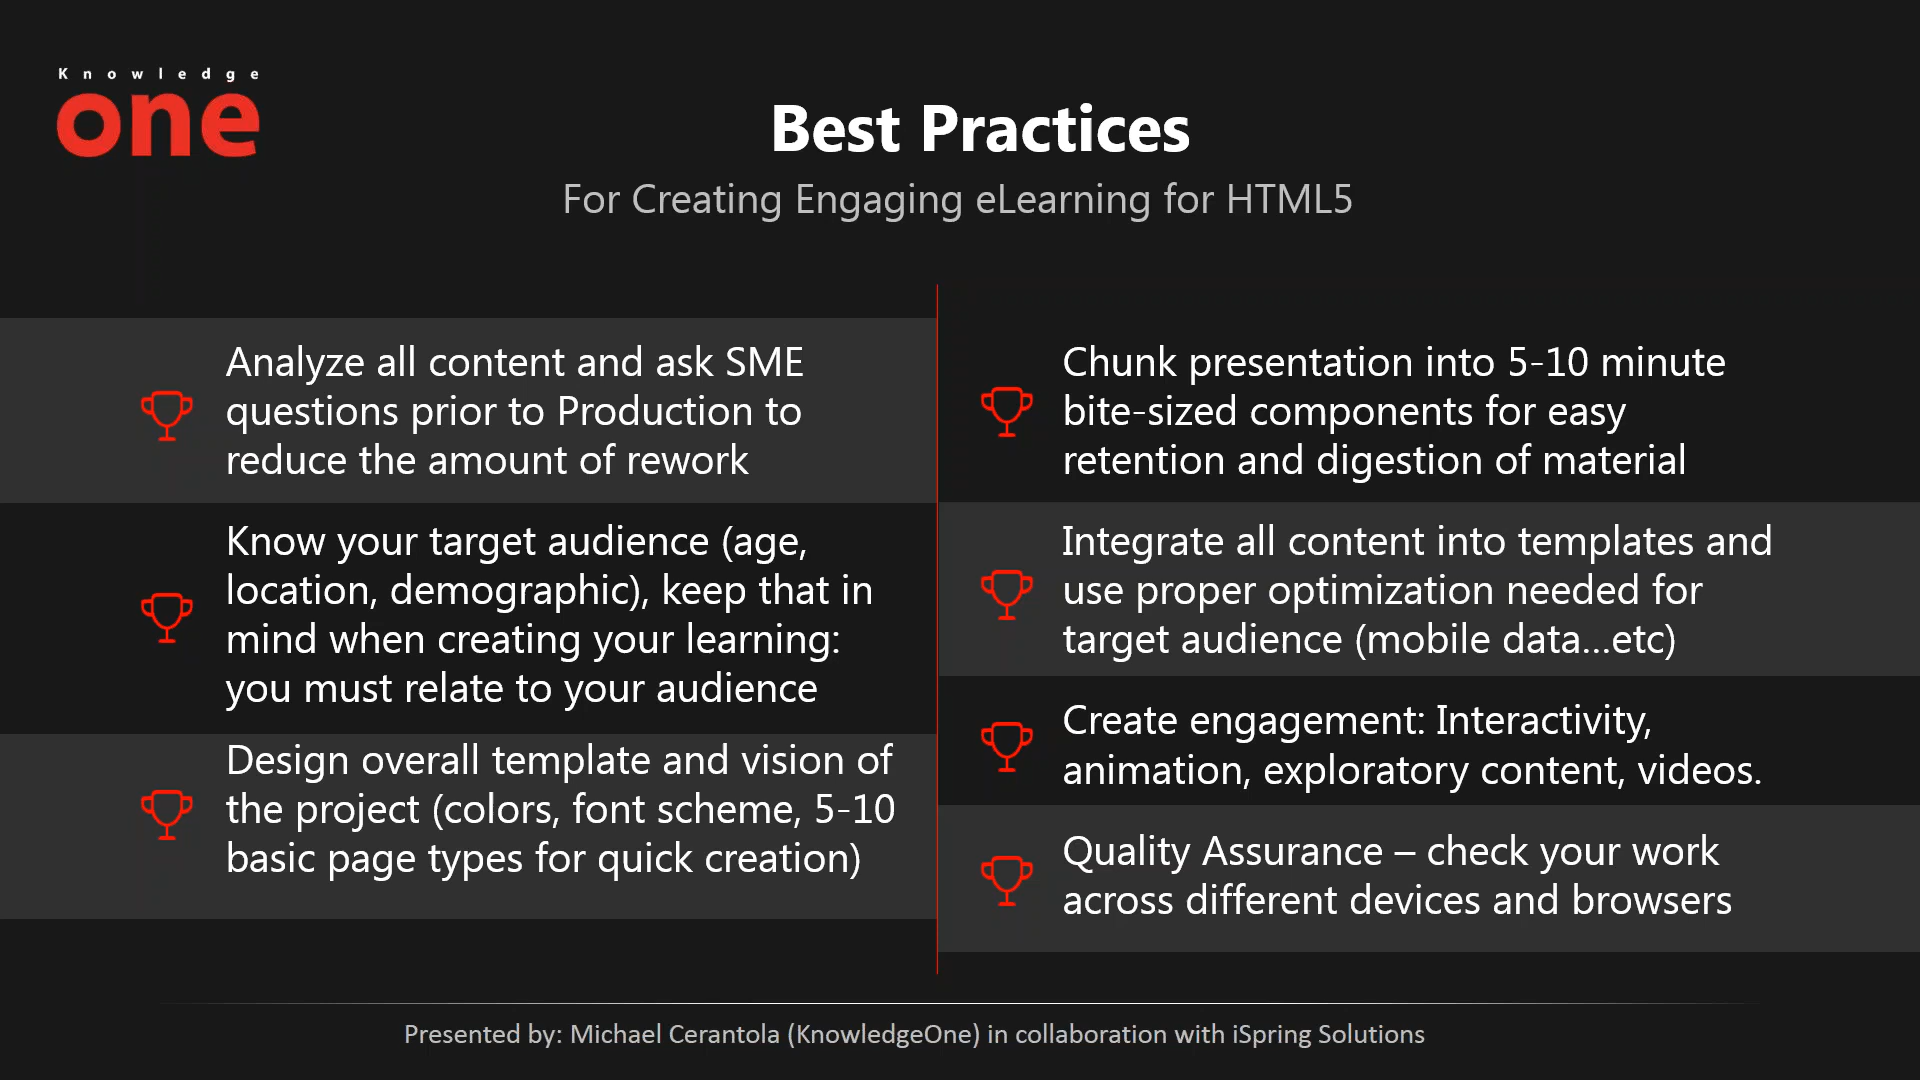 Knowledge
one
Best Practices
For Creating Engaging eLearning for HTML5
Analyze all content and ask SME
questions prior to Production to
reduce the amount of rework
Know your target audience (age,
location, demographic), keep that in
mind when creating your learning:
you must relate to your audience
Design overall template and vision of
the project (colors, font scheme, 5-10
basic page types for quick creation)
Chunk presentation into 5-10 minute
bite-sized components for easy
retention and digestion of material
Integrate all content into templates and
use proper optimization needed for
target audience (mobile data...etc)
Create engagement: Interactivity,
animation, exploratory content, videos.
Quality Assurance – check your work
across different devices and browsers
Presented by: Michael Cerantola (KnowledgeOne) in collaboration with iSpring Solutions